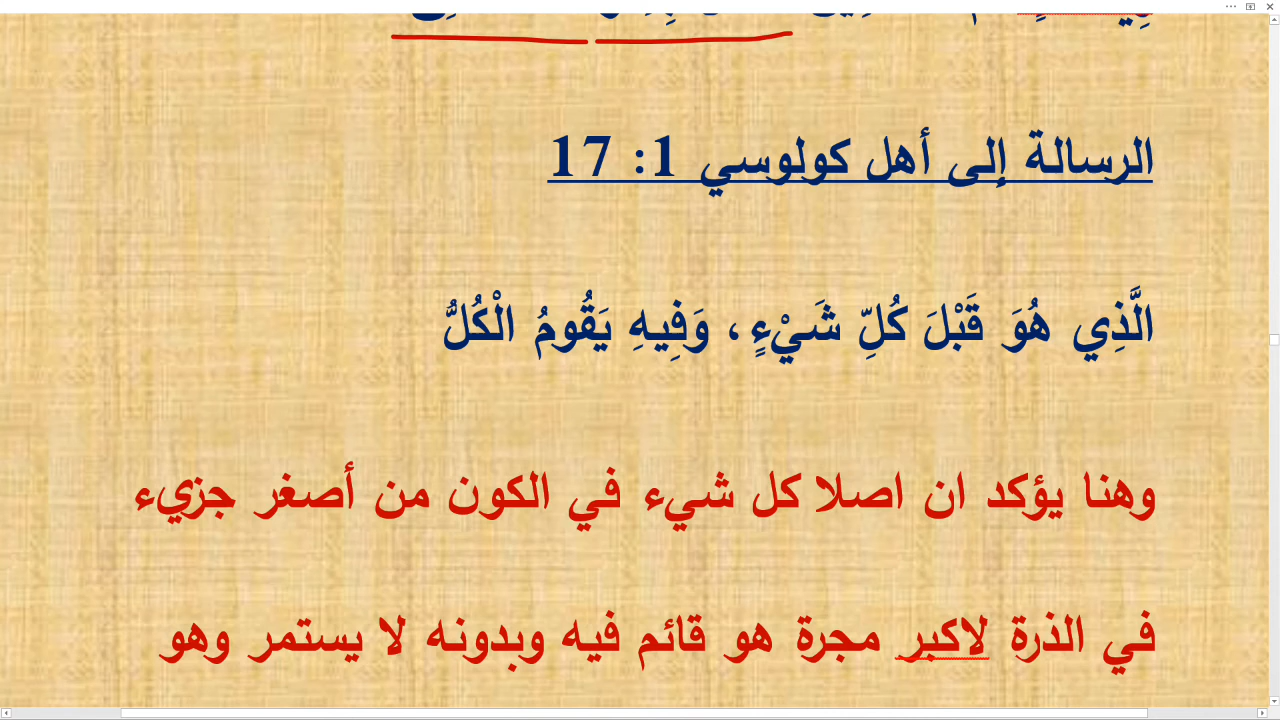 الرسالة إلى أهل كولوسي 1: 17
الَّذِي هُوَ قَبْلَ كُلِّ شَيْءٍ، وَفِيهِ يَقُومُ الْكُلُّ
وهنا يؤكد ان اصلا كل شيء في الكون من أصغر جزيء
في الذرة لاكبر مجرة هو قائم فيه وبدونه لا يستمر وهو